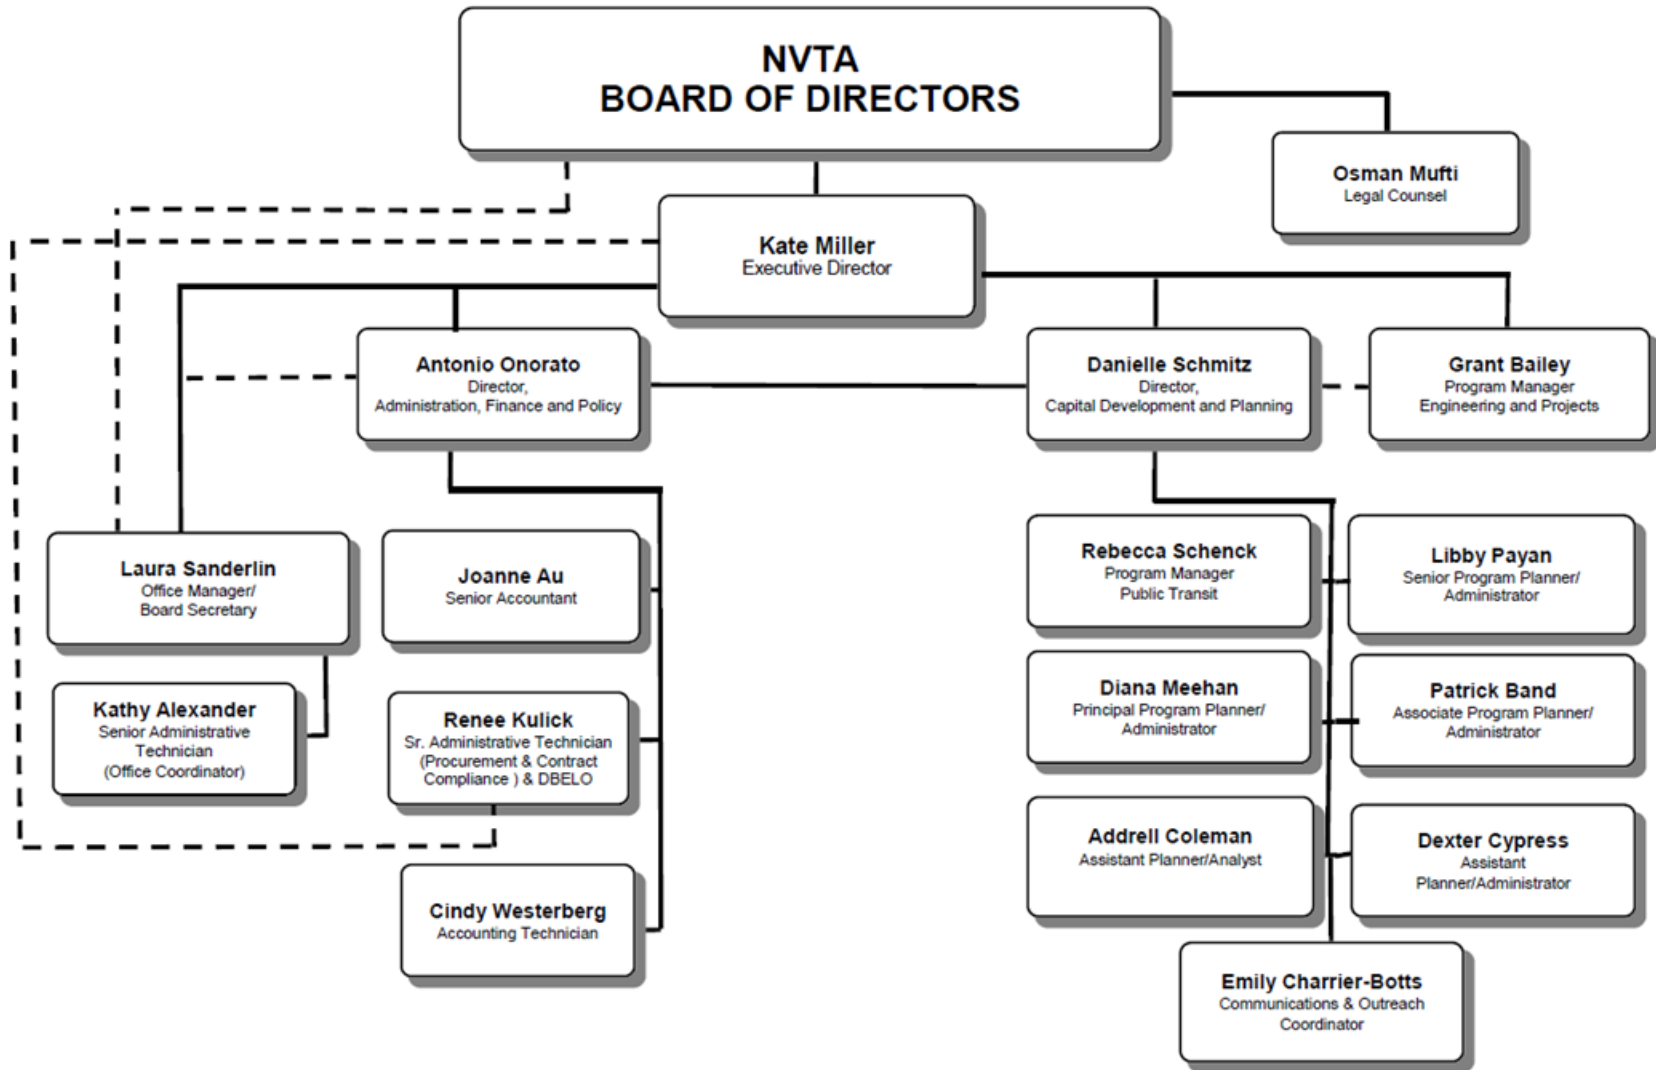 NVTA
BOARD OF DIRECTORS
Osman Mufti
Legal Counsel
Kate Miller
Executive Director
Antonio Onorato
Director,
Administration, Finance and Policy
Danielle Schmitz
Director,
Capital Development and Planning
Grant Bailey
Program Manager
Engineering and Projects
Laura Sanderlin
Office Manager/
Board Secretary
Kathy Alexander
Senior Administrative
Technician
(Office Coordinator)
Joanne Au
Senior Accountant
Renee Kulick
Sr. Administrative Technician
(Procurement & Contract
Compliance ) & DBELO
Cindy Westerberg
Accounting Technician
Rebecca Schenck
Program Manager
Public Transit
Libby Payan
Senior Program Planner/
Administrator
Diana Meehan
Principal Program Planner/
Administrator
Patrick Band
Associate Program Planner/
Administrator
Addrell Coleman
Assistant Planner/Analyst
Dexter Cypress
Assistant
Planner/Administrator
Emily Charrier-Botts
Communications & Outreach
Coordinator